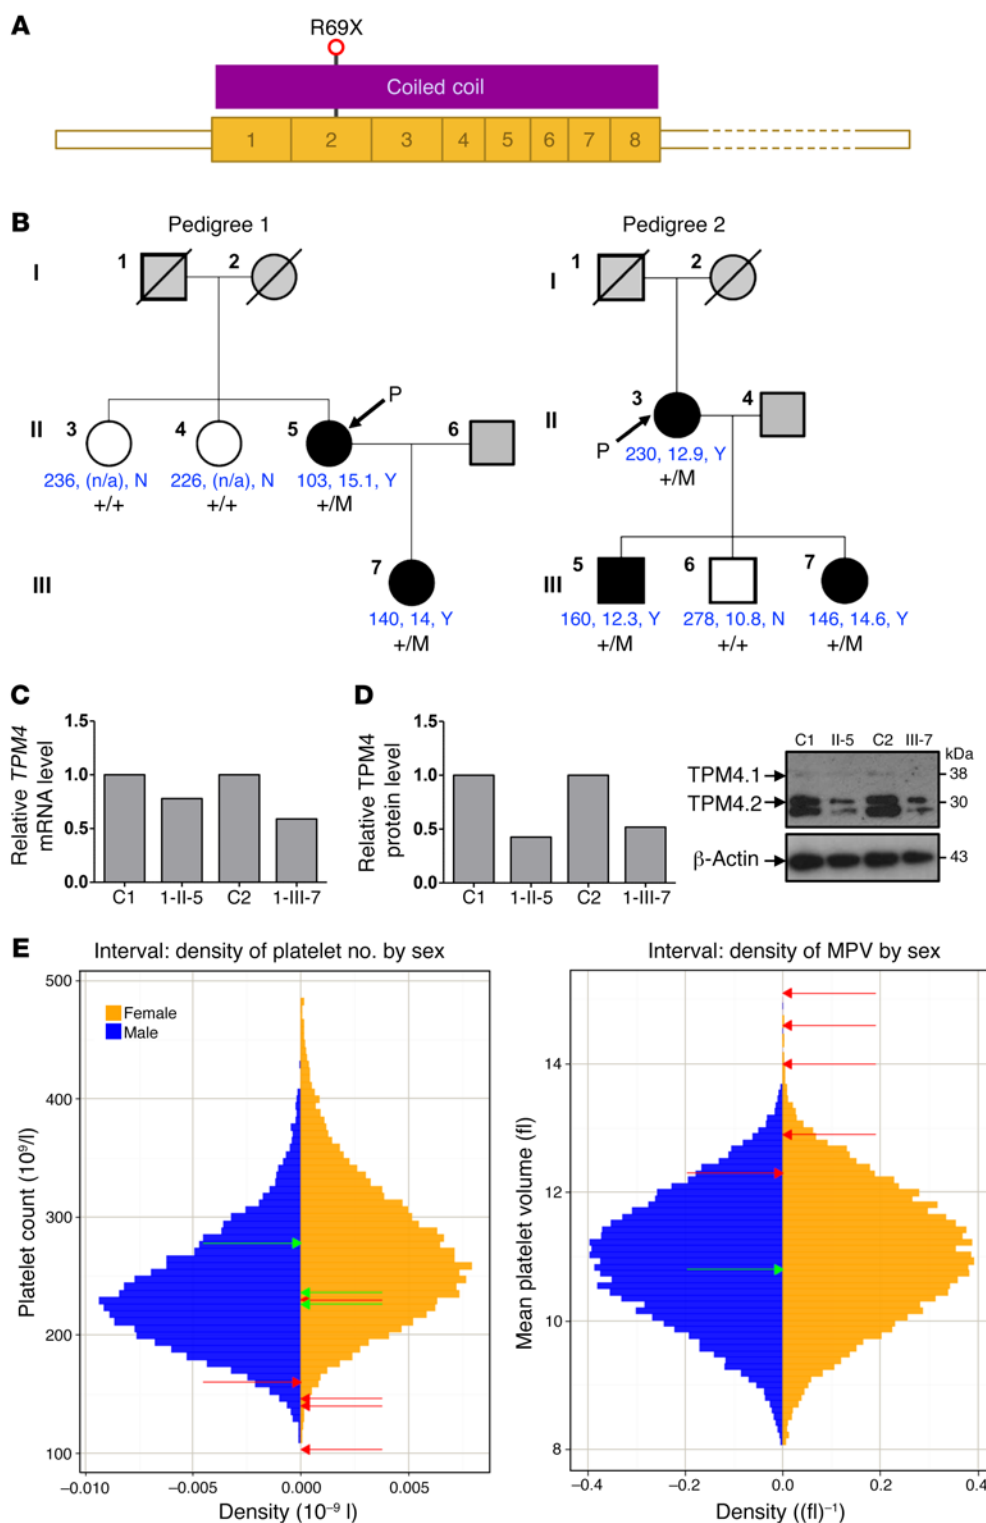 A
R69X
Coiled coil
1 2 3 4 5 6 7 8
B
Pedigree 1
Pedigree 2
I
1
2
I
1
2
II
3
4
5
P
6
236, (n/a), N
226, (n/a), N
103, 15.1, Y
+/+
+/+
+/M
II
3
4
P
230, 12.9, Y
+/M
III
7
140, 14, Y
+/M
III
5
6
7
160, 12.3, Y
278, 10.8, N
146, 14.6, Y
+/M
+/+
+/M
C
Relative TPM4
mRNA level
1.5
1.0
0.5
0.0
C1 1-II-5 C2 1-III-7
D
Relative TPM4
protein level
1.5
1.0
0.5
0.0
C1 1-II-5 C2 1-III-7
C1 II-5 C2 III-7
kDa
TPM4.1
38
TPM4.2
30
β-Actin
43
E
Interval: density of platelet no. by sex
Female
Male
Platelet count (10⁹/l)
500
400
300
200
100
−0.010 −0.005 0.000 0.005
Density (10⁻⁹ l)
Interval: density of MPV by sex
Mean platelet volume (fl)
14
12
10
8
−0.4 −0.2 0.0 0.2 0.4
Density ((fl)⁻¹)